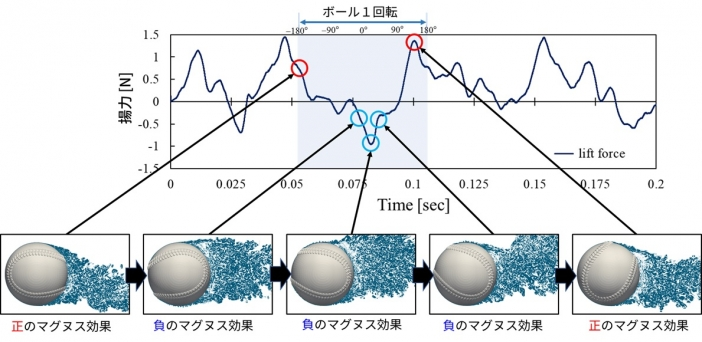 ボール１回転
−180° −90° 0° 90° 180°
1.5
1
0.5
0
-0.5
-1
-1.5
揚力 [N]
lift force
0 0.025 0.05 0.075 0.1 0.125 0.15 0.175 0.2
Time [sec]
正のマグヌス効果 負のマグヌス効果 負のマグヌス効果 負のマグヌス効果 正のマグヌス効果